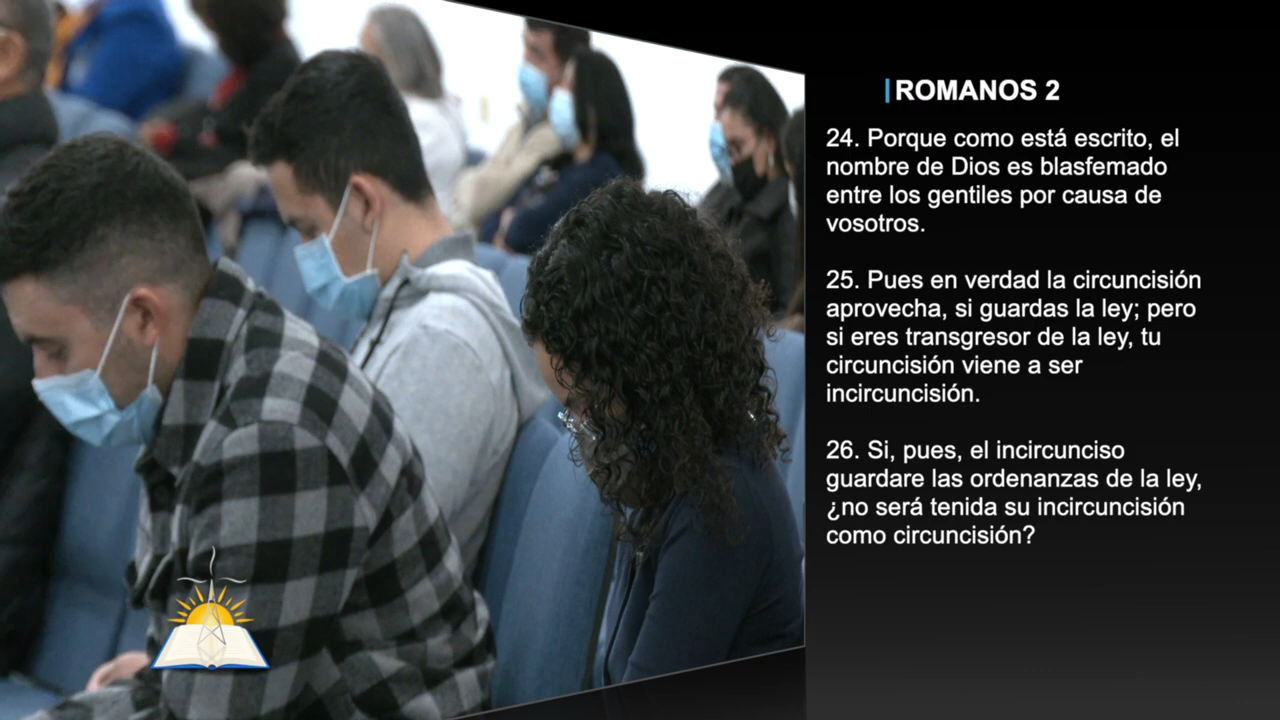 ROMANOS 2
24. Porque como está escrito, el
nombre de Dios es blasfemado
entre los gentiles por causa de
vosotros.
25. Pues en verdad la circuncisión
aprovecha, si guardas la ley; pero
si eres transgresor de la ley, tu
circuncisión viene a ser
incircuncisión.
26. Si, pues, el incircunciso
guardare las ordenanzas de la ley,
¿no será tenida su incircuncisión
como circuncisión?